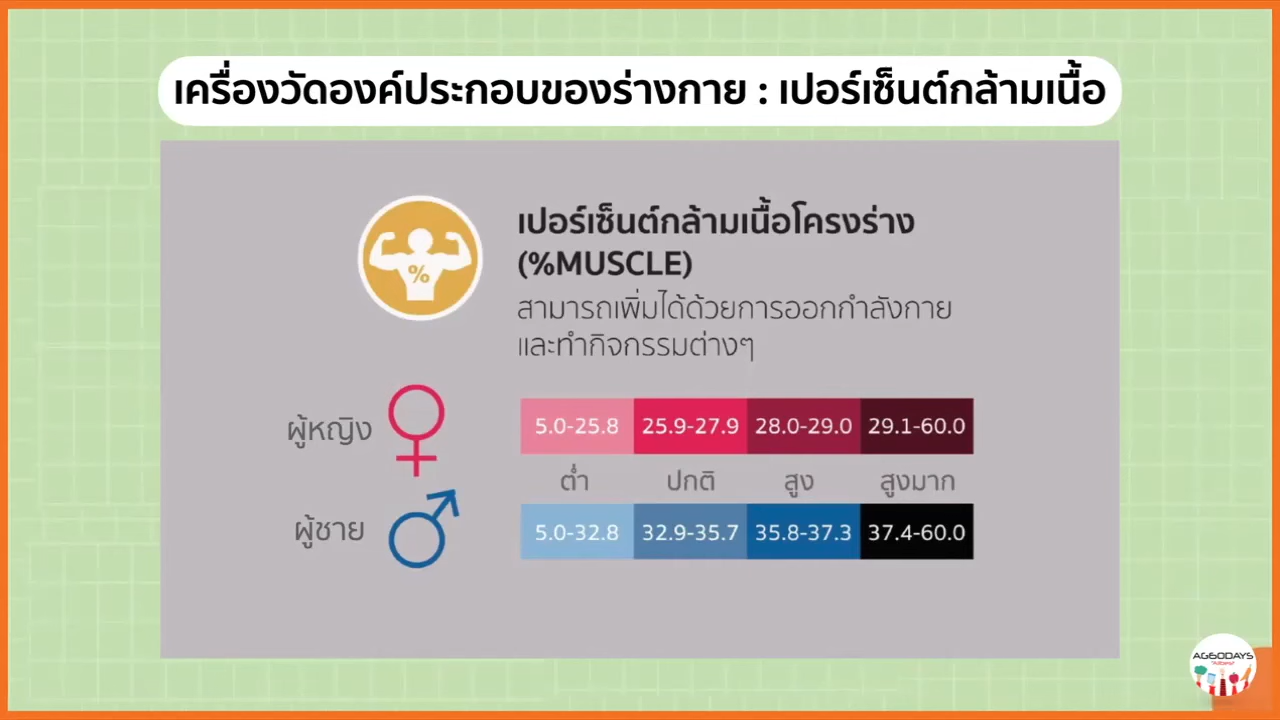 เครื่องวัดองค์ประกอบของร่างกาย : เปอร์เซ็นต์กล้ามเนื้อ
%
เปอร์เซ็นต์กล้ามเนื้อโครงร่าง
(%MUSCLE)
สามารถเพิ่มได้ด้วยการออกกำลังกาย
และทำกิจกรรมต่างๆ
ผู้หญิง 5.0-25.8 25.9-27.9 28.0-29.0 29.1-60.0
ต่ำ ปกติ สูง สูงมาก
ผู้ชาย 5.0-32.8 32.9-35.7 35.8-37.3 37.4-60.0
AG60DAYS